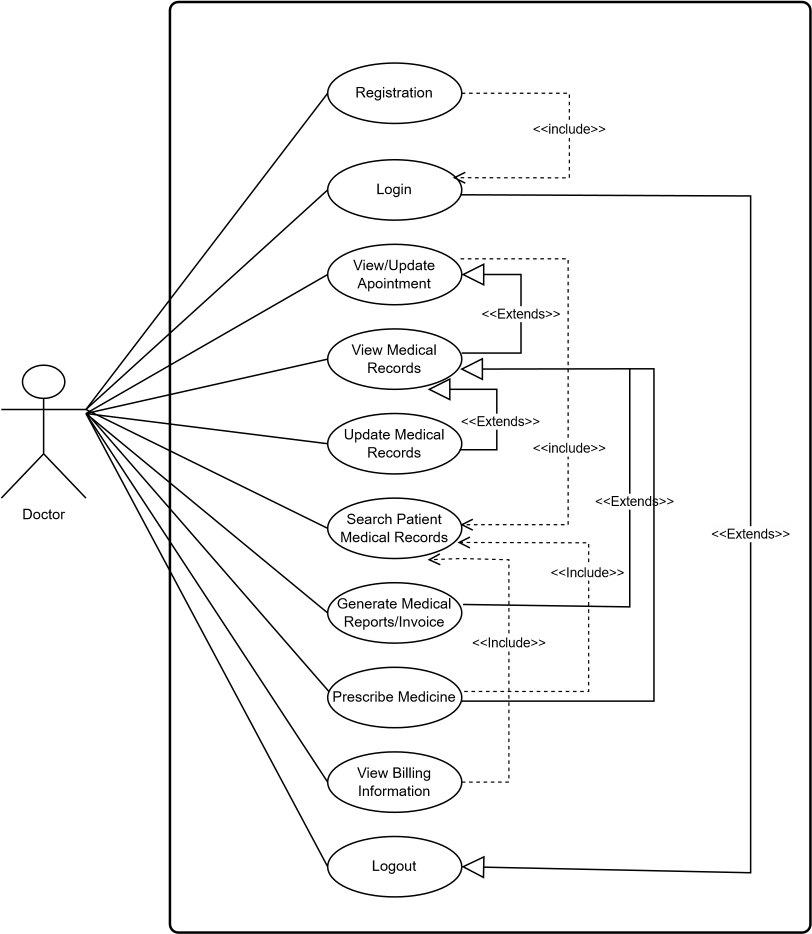 Registration
<<include>>
Login
View/Update
Apointment
<<Extends>>
View Medical
Records
<<Extends>>
Update Medical
Records
<<include>>
<<Extends>>
Doctor
Search Patient
Medical Records
<<Extends>>
<<Include>>
Generate Medical
Reports/Invoice
<<Include>>
Prescribe Medicine
View Billing
Information
Logout